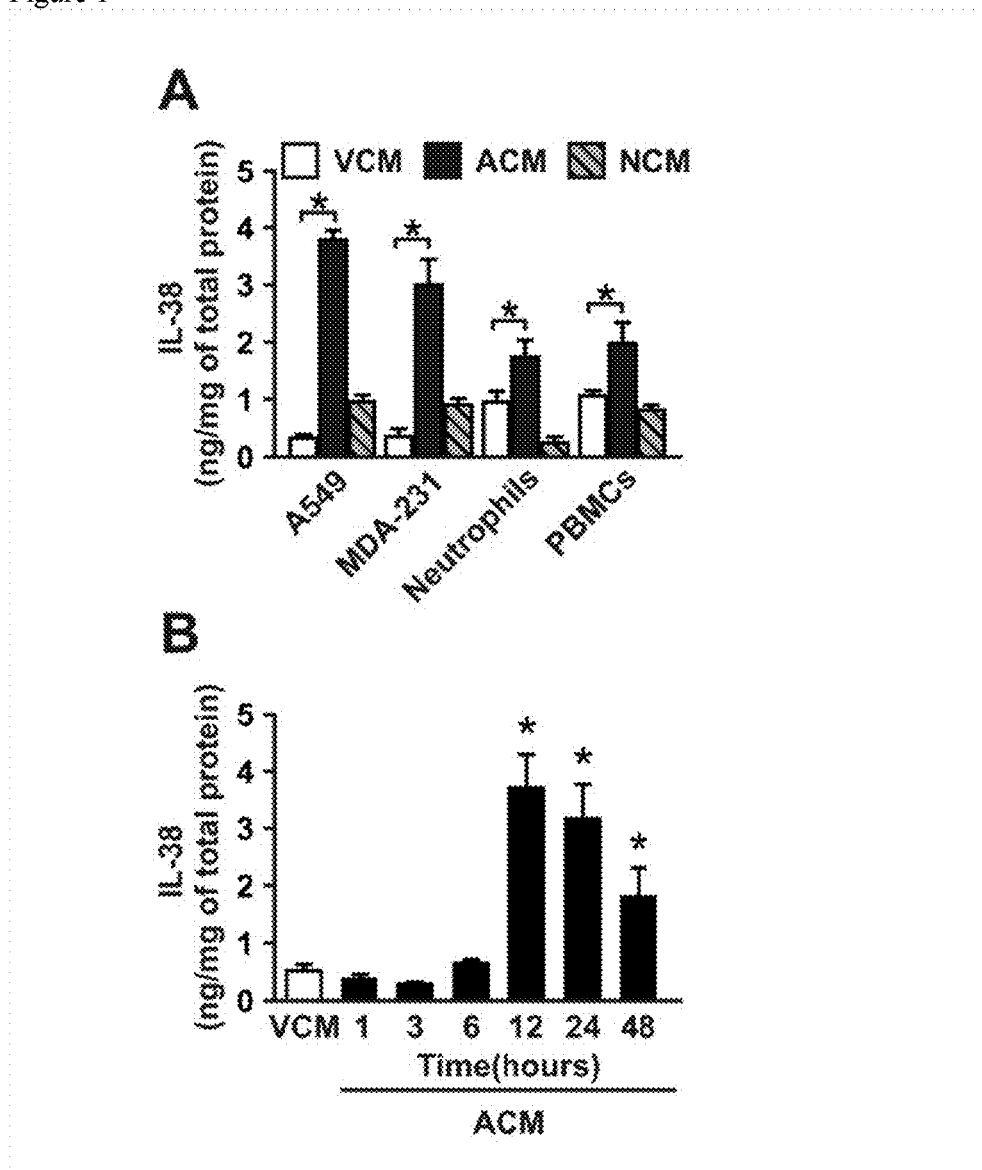 Figure 1
A
VCM ACM NCM
IL-38
(ng/mg of total protein)
5
4
3
2
1
0
* * * *
A549 MDA-231 Neutrophils PBMCs
B
IL-38
(ng/mg of total protein)
5
4
3
2
1
0
* * *
VCM 1 3 6 12 24 48
Time(hours)
ACM